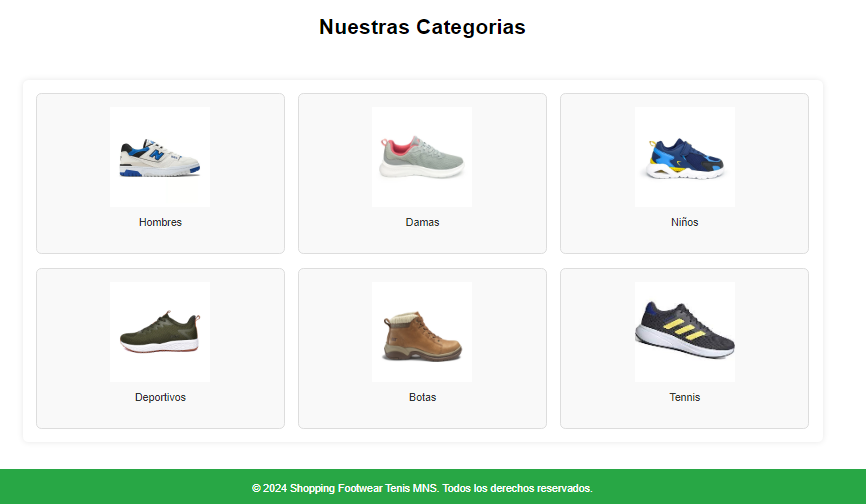 Nuestras Categorias
Hombres
Damas
Niños
Deportivos
Botas
Tennis
© 2024 Shopping Footwear Tenis MNS. Todos los derechos reservados.